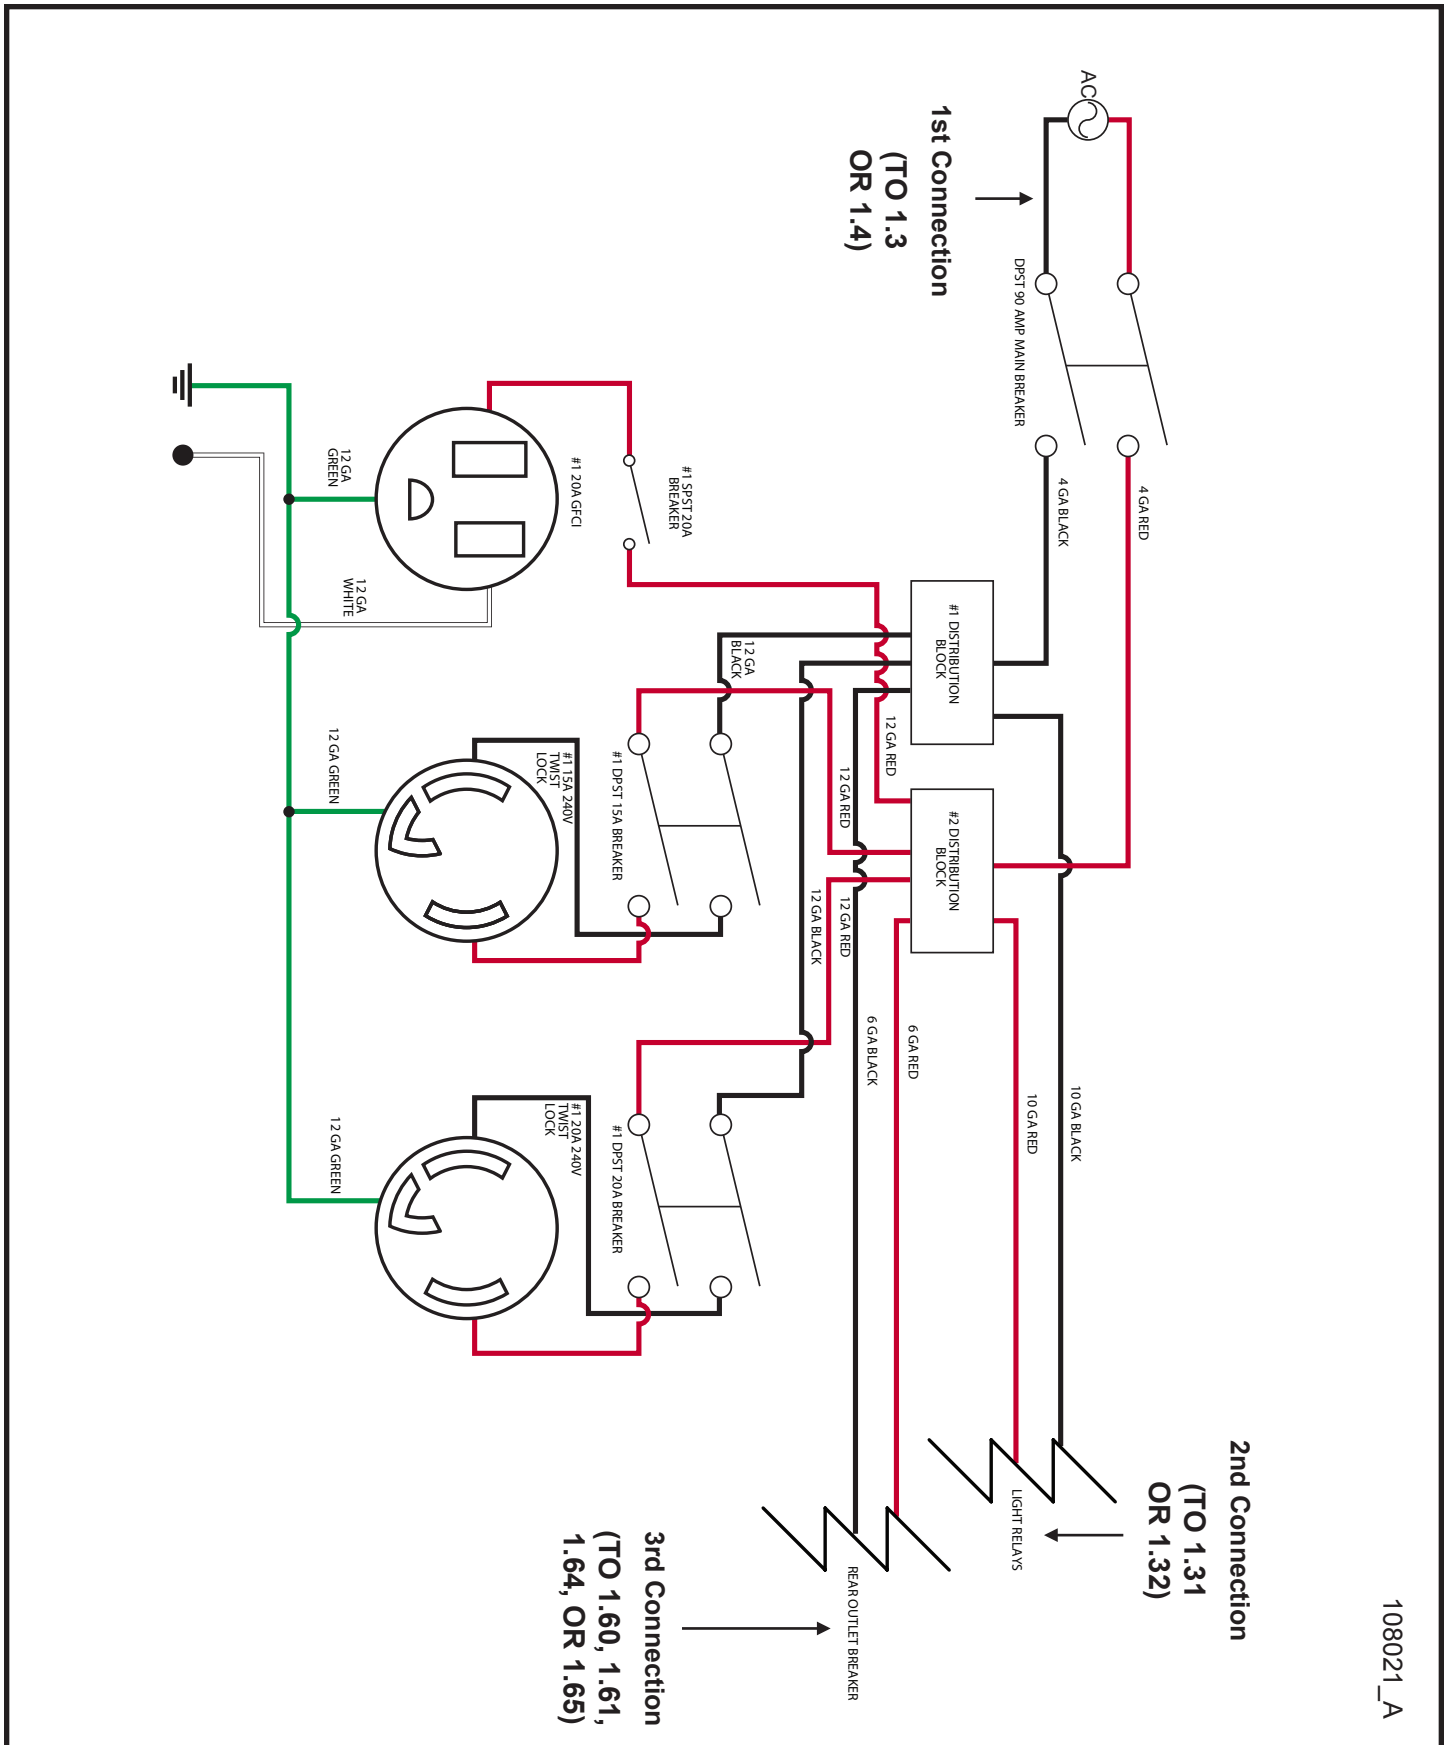 108021_A
AC
1st Connection
(TO 1.3
OR 1.4)
DPST 90 AMP MAIN BREAKER
4 GA RED
4 GA BLACK
2nd Connection
(TO 1.31
OR 1.32)
LIGHT RELAYS
10 GA BLACK
10 GA RED
#1 DISTRIBUTION
BLOCK
#2 DISTRIBUTION
BLOCK
6 GA RED
6 GA BLACK
12 GA RED
12 GA RED
12 GA RED
12 GA BLACK
12 GA
BLACK
3rd Connection
(TO 1.60, 1.61,
1.64, OR 1.65)
REAR OUTLET BREAKER
#1 SPST 20A
BREAKER
#1 DPST 15A BREAKER
#1 DPST 20A BREAKER
#1 20A GFCI
#1 15A 240V
TWIST
LOCK
#1 20A 240V
TWIST
LOCK
12 GA
GREEN
12 GA
WHITE
12 GA GREEN
12 GA GREEN